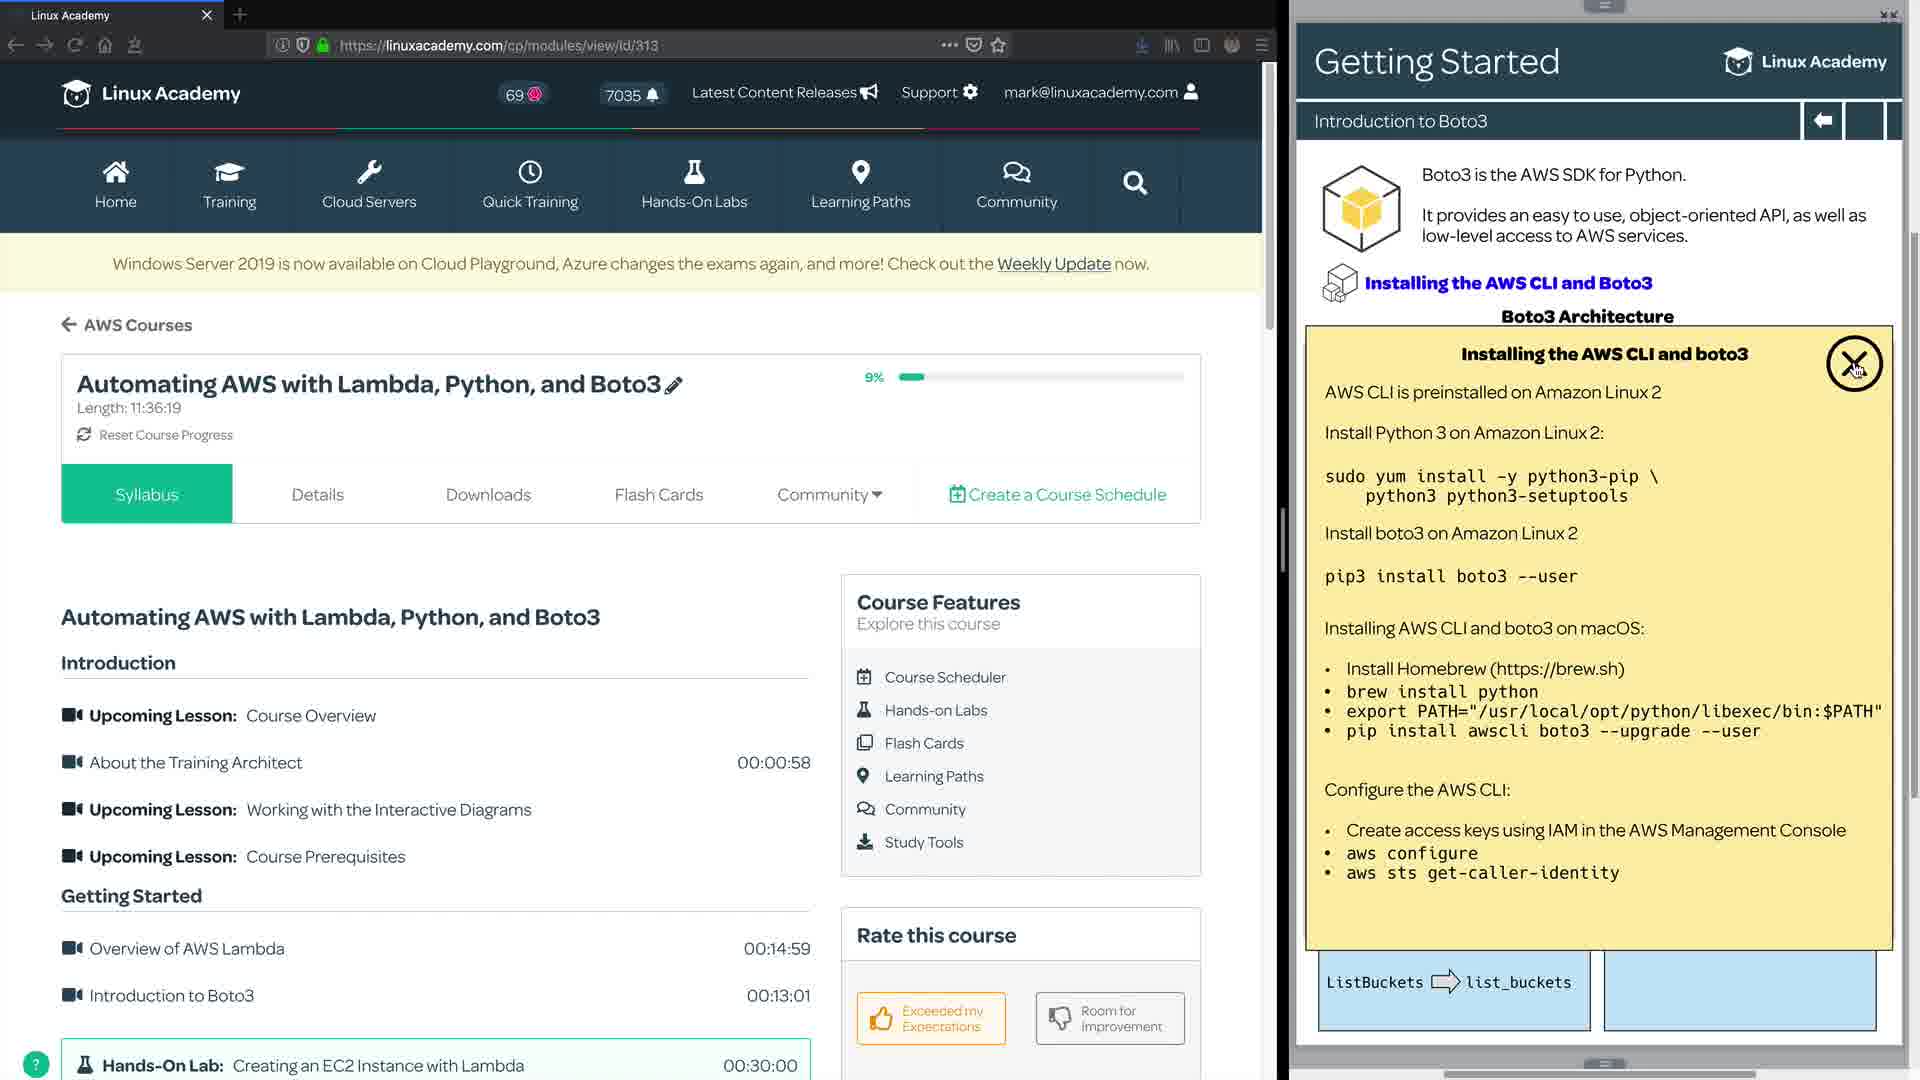 Linux Academy
https://linuxacademy.com/cp/modules/view/id/313
Linux Academy
69
7035
Latest Content Releases
Support
mark@linuxacademy.com
Home
Training
Cloud Servers
Quick Training
Hands-On Labs
Learning Paths
Community
Windows Server 2019 is now available on Cloud Playground, Azure changes the exams again, and more! Check out the Weekly Update now.
AWS Courses
Automating AWS with Lambda, Python, and Boto3
9%
Length: 11:36:19
Reset Course Progress
Syllabus
Details
Downloads
Flash Cards
Community
Create a Course Schedule
Automating AWS with Lambda, Python, and Boto3
Introduction
Upcoming Lesson: Course Overview
About the Training Architect 00:00:58
Upcoming Lesson: Working with the Interactive Diagrams
Upcoming Lesson: Course Prerequisites
Getting Started
Overview of AWS Lambda 00:14:59
Introduction to Boto3 00:13:01
Hands-On Lab: Creating an EC2 Instance with Lambda 00:30:00
?
Course Features
Explore this course
Course Scheduler
Hands-on Labs
Flash Cards
Learning Paths
Community
Study Tools
Rate this course
Exceeded my
Expectations
Room for
Improvement
Getting Started
Linux Academy
Introduction to Boto3
Boto3 is the AWS SDK for Python.
It provides an easy to use, object-oriented API, as well as
low-level access to AWS services.
Installing the AWS CLI and Boto3
Boto3 Architecture
Installing the AWS CLI and boto3
AWS CLI is preinstalled on Amazon Linux 2
Install Python 3 on Amazon Linux 2:
sudo yum install -y python3-pip \
python3 python3-setuptools
Install boto3 on Amazon Linux 2
pip3 install boto3 --user
Installing AWS CLI and boto3 on macOS:
• Install Homebrew (https://brew.sh)
• brew install python
• export PATH="/usr/local/opt/python/libexec/bin:$PATH"
• pip install awscli boto3 --upgrade --user
Configure the AWS CLI:
• Create access keys using IAM in the AWS Management Console
• aws configure
• aws sts get-caller-identity
ListBuckets list_buckets